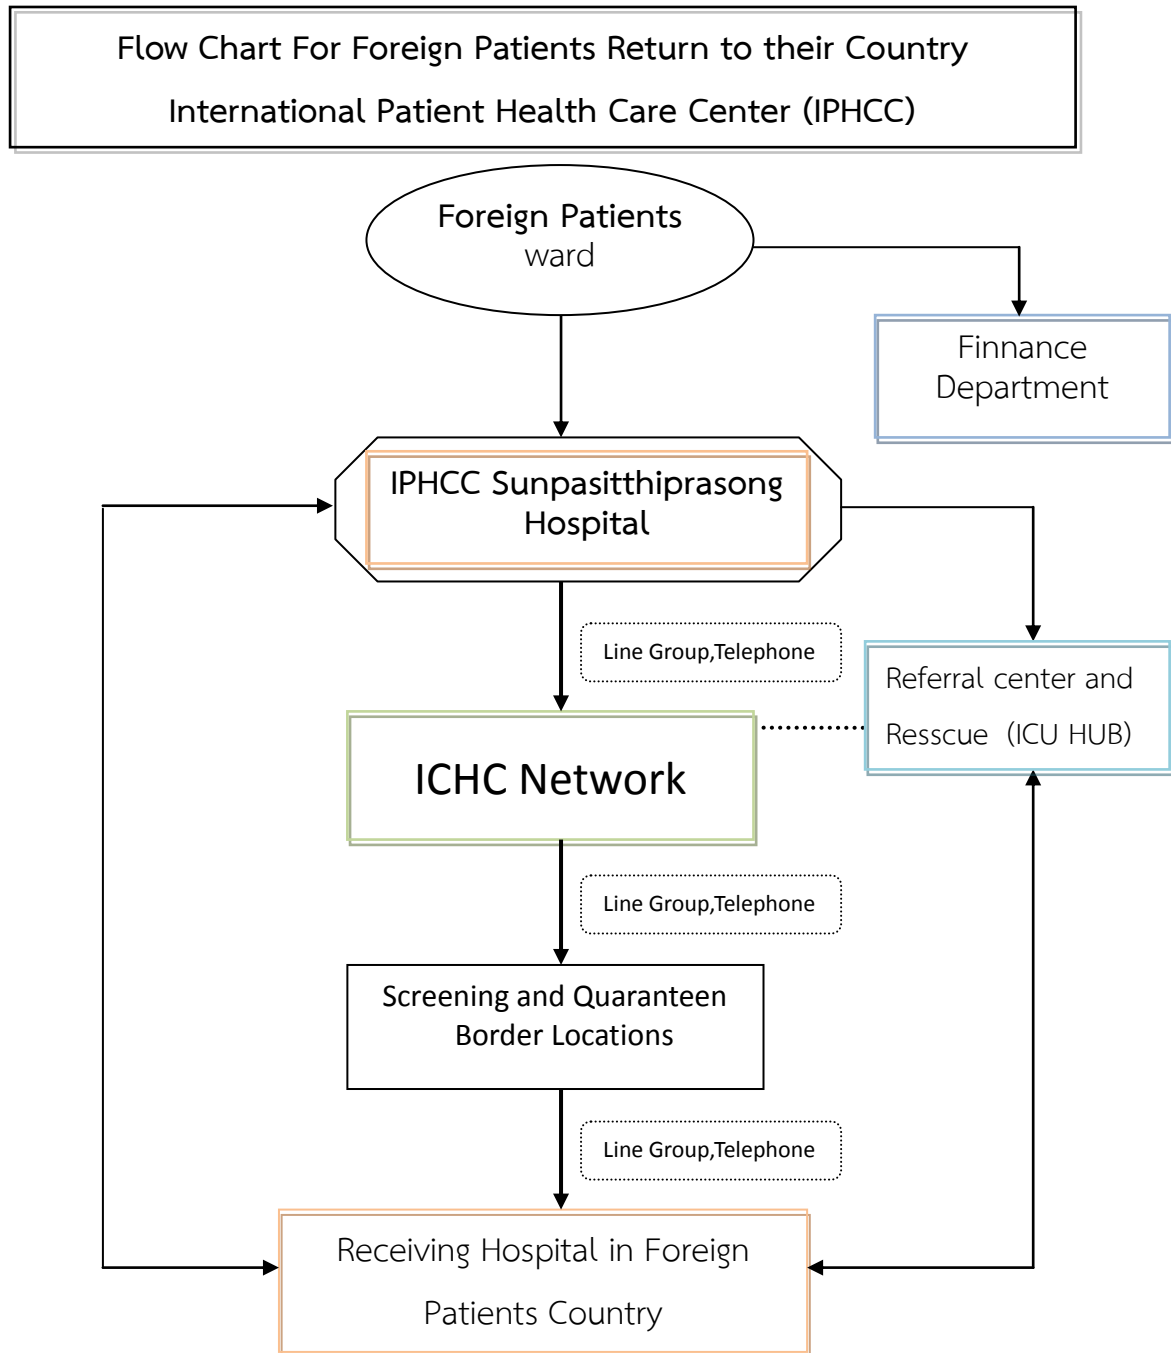 Flow Chart For Foreign Patients Return to their Country
International Patient Health Care Center (IPHCC)
Foreign Patients
ward
Finnance
Department
IPHCC Sunpasitthiprasong
Hospital
Line Group,Telephone
Referral center and
Resscue (ICU HUB)
ICHC Network
Line Group,Telephone
Screening and Quaranteen
Border Locations
Line Group,Telephone
Receiving Hospital in Foreign
Patients Country